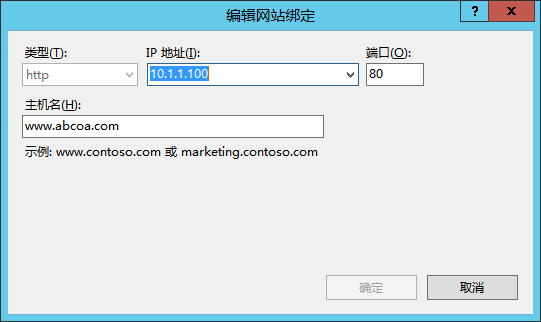 编辑网站绑定
? x
类型(T): IP 地址(I): 端口(O):
http 10.1.1.100 80
主机名(H):
www.abcoa.com
示例: www.contoso.com 或 marketing.contoso.com
确定 取消